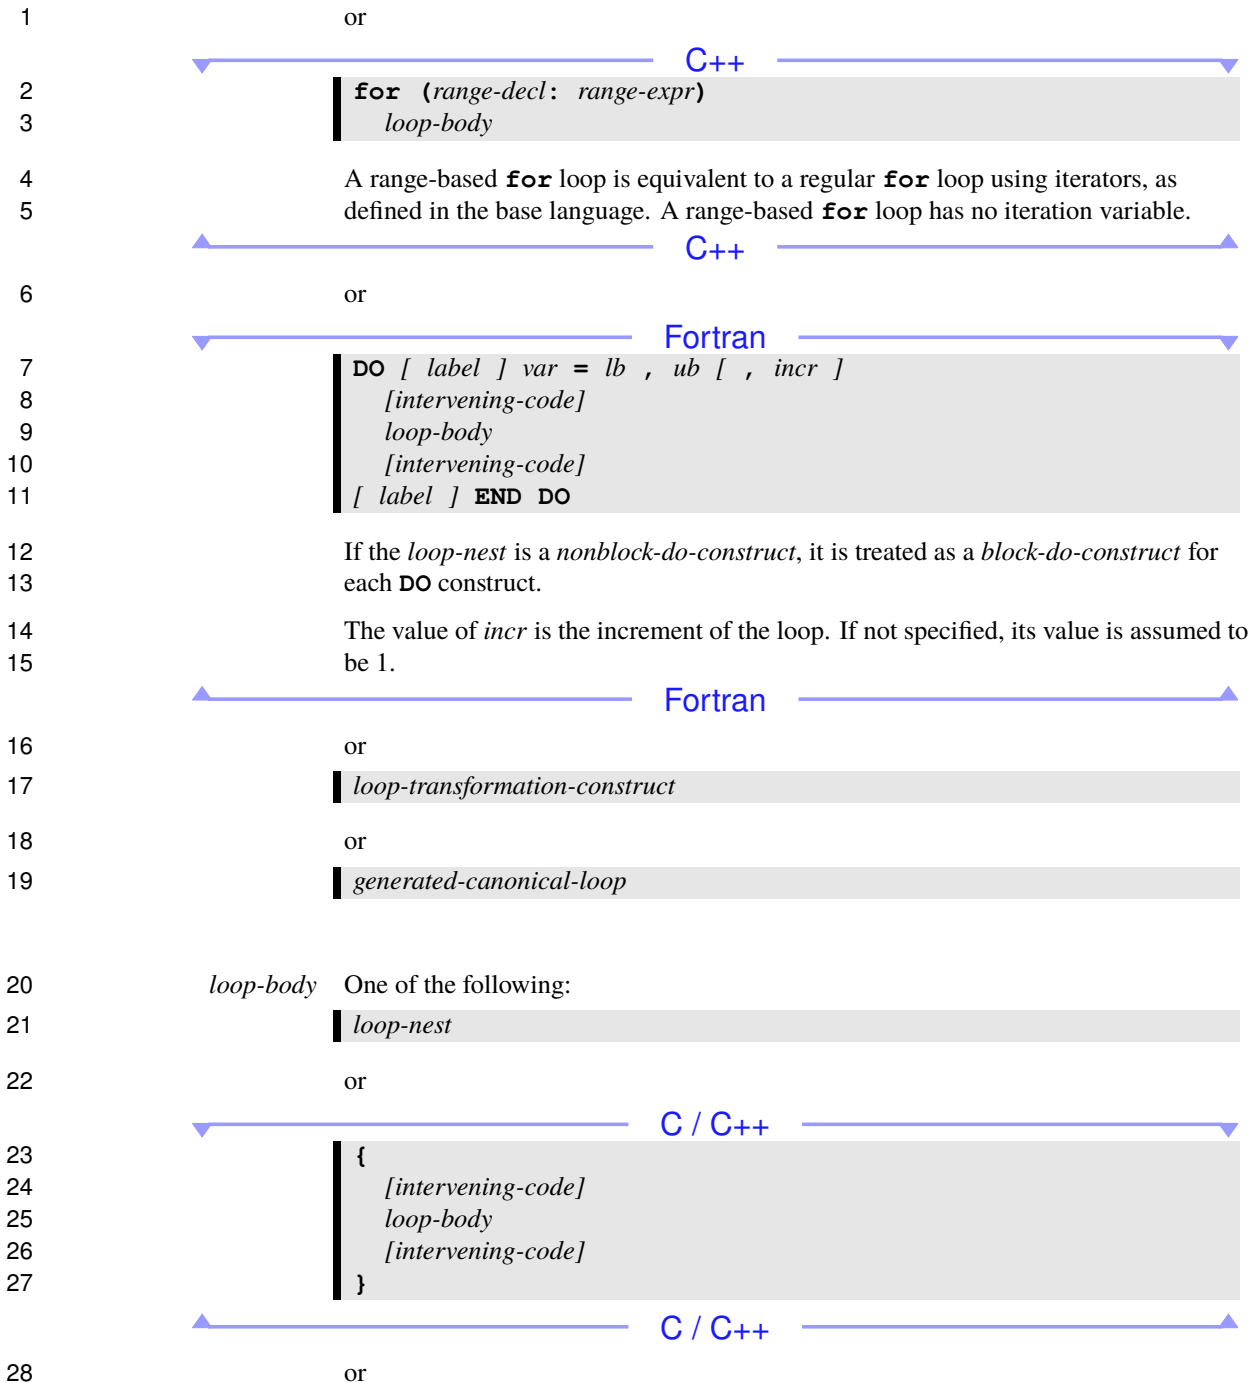 1 or
C++
2 for (range-decl: range-expr)
3 loop-body
4 A range-based for loop is equivalent to a regular for loop using iterators, as
5 defined in the base language. A range-based for loop has no iteration variable.
C++
6 or
Fortran
7 DO [ label ] var = lb , ub [ , incr ]
8 [intervening-code]
9 loop-body
10 [intervening-code]
11 [ label ] END DO
12 If the loop-nest is a nonblock-do-construct, it is treated as a block-do-construct for
13 each DO construct.
14 The value of incr is the increment of the loop. If not specified, its value is assumed to
15 be 1.
Fortran
16 or
17 loop-transformation-construct
18 or
19 generated-canonical-loop
20 loop-body One of the following:
21 loop-nest
22 or
C / C++
23 {
24 [intervening-code]
25 loop-body
26 [intervening-code]
27 }
C / C++
28 or